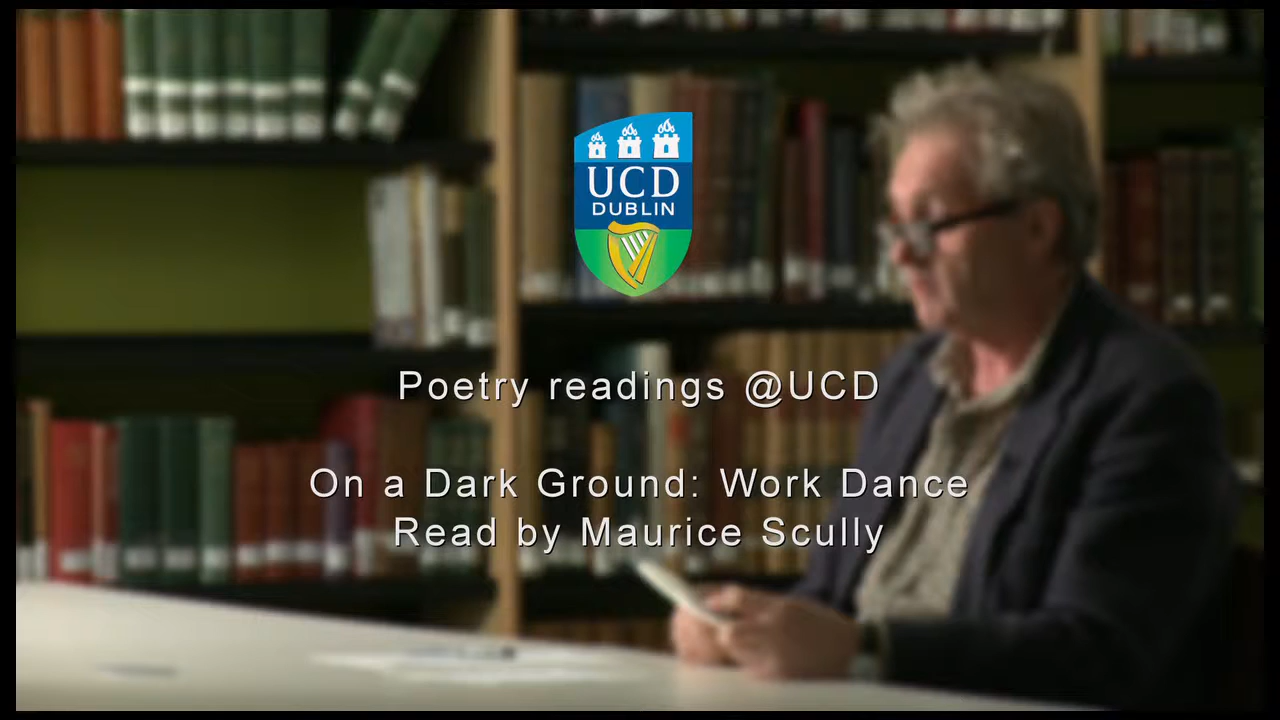 UCD
DUBLIN
Poetry readings @UCD
On a Dark Ground: Work Dance
Read by Maurice Scully